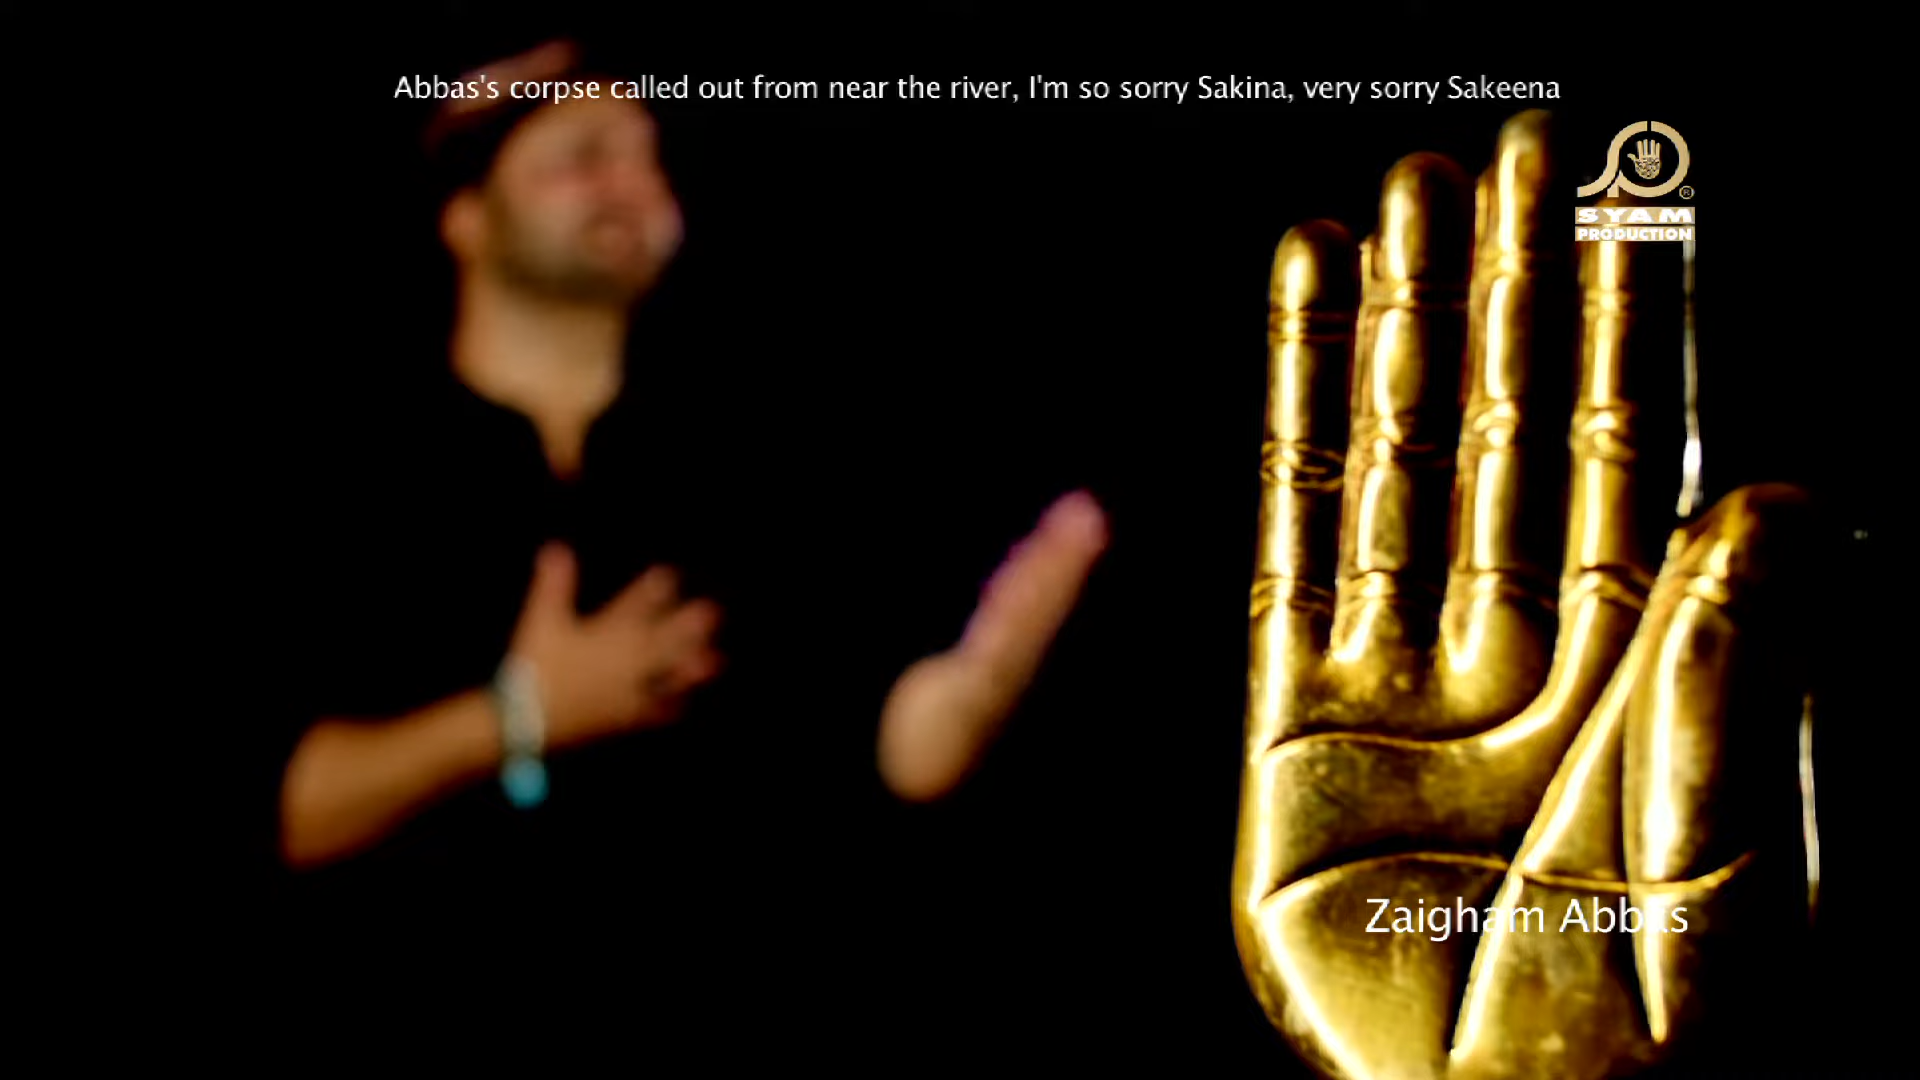 Abbas's corpse called out from near the river, I'm so sorry Sakina, very sorry Sakeena
®
SYAM
PRODUCTION
Zaigham Abbas